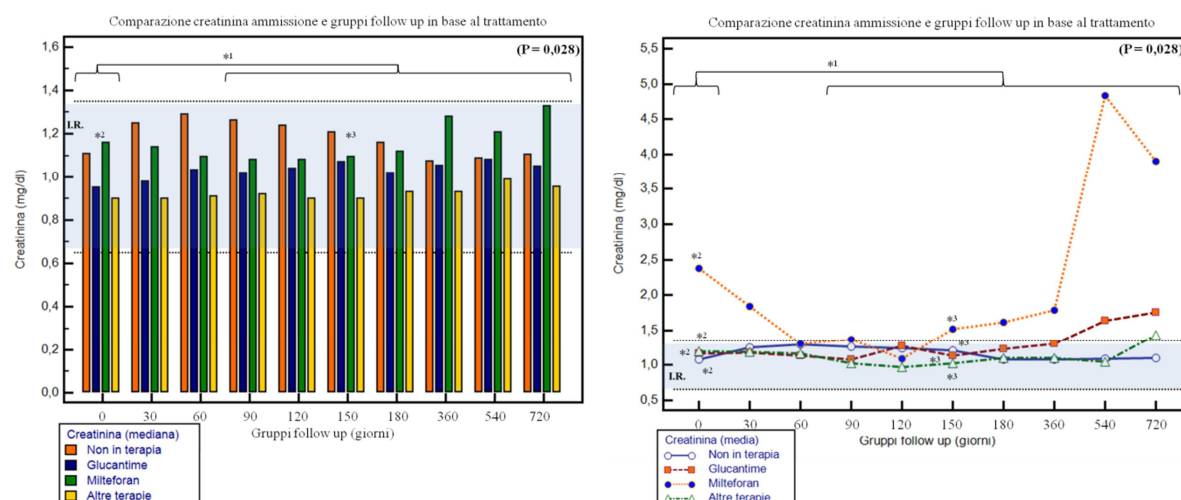 Comparazione creatinina ammissione e gruppi follow up in base al trattamento
(P = 0,028)
*1
I.R.
*2
*3
Creatinina (mg/dl)
1,6
1,4
1,2
1,0
0,8
0,6
0,4
0,2
0,0
0 30 60 90 120 150 180 360 540 720
Gruppi follow up (giorni)
Creatinina (mediana)
Non in terapia
Glucantime
Milteforan
Altre terapie
Comparazione creatinina ammissione e gruppi follow up in base al trattamento
(P = 0,028)
*1
*2
*2
*2
*2
*3
*3
*3
*3
I.R.
Creatinina (mg/dl)
5,5
5,0
4,5
4,0
3,5
3,0
2,5
2,0
1,5
1,0
0,5
0 30 60 90 120 150 180 360 540 720
Gruppi follow up (giorni)
Creatinina (media)
Non in terapia
Glucantime
Milteforan
Altre terapie